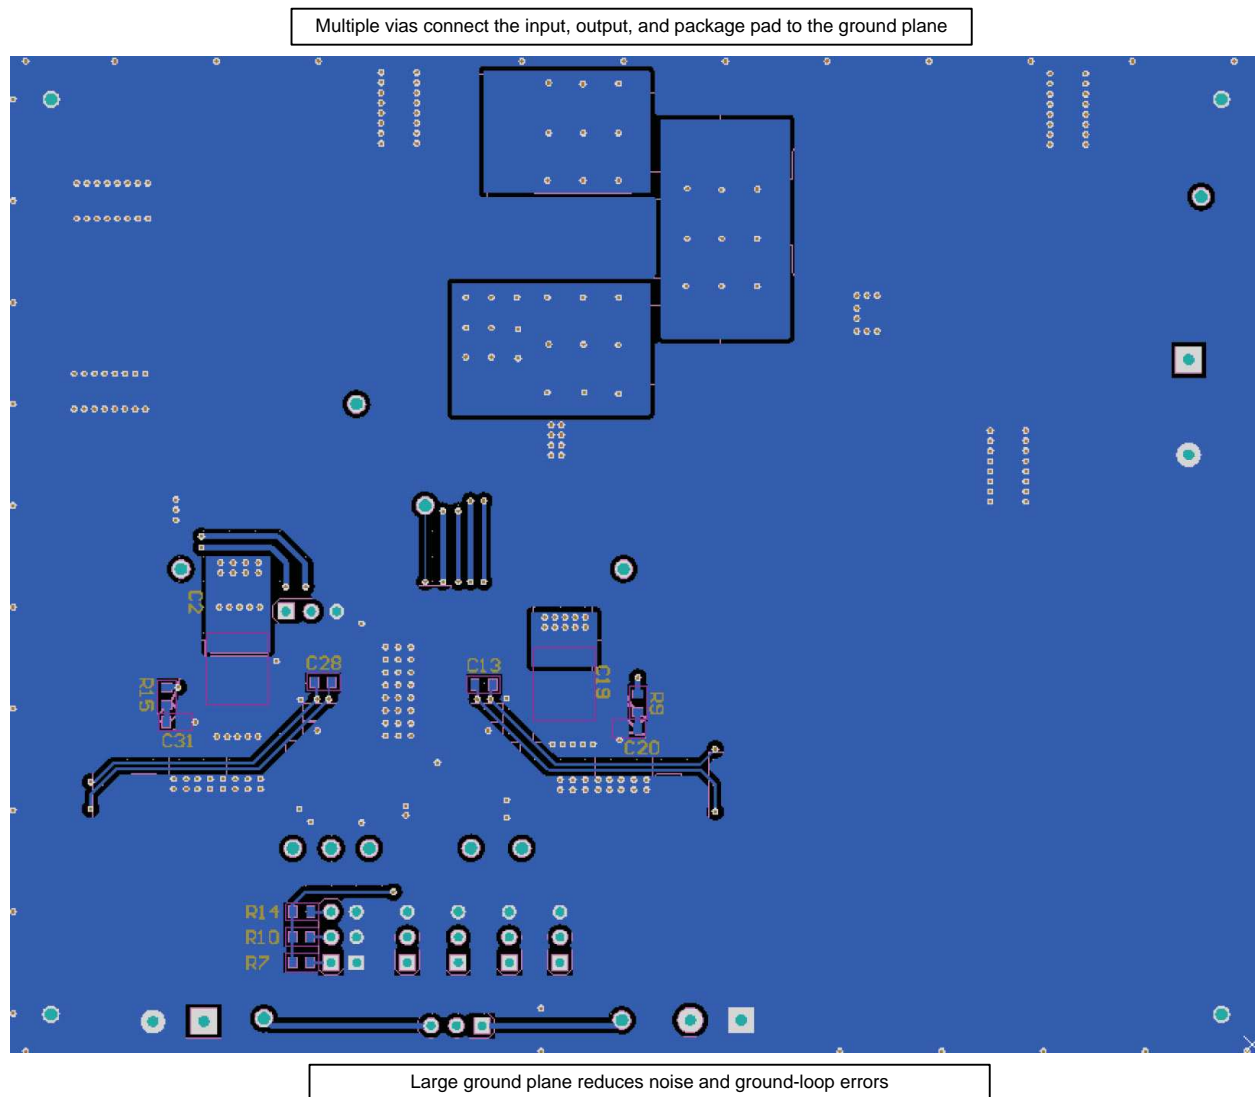 Multiple vias connect the input, output, and package pad to the ground plane
C2
C28
C13
C19
R15
R9
C31
C20
R14
R10
R7
Large ground plane reduces noise and ground-loop errors